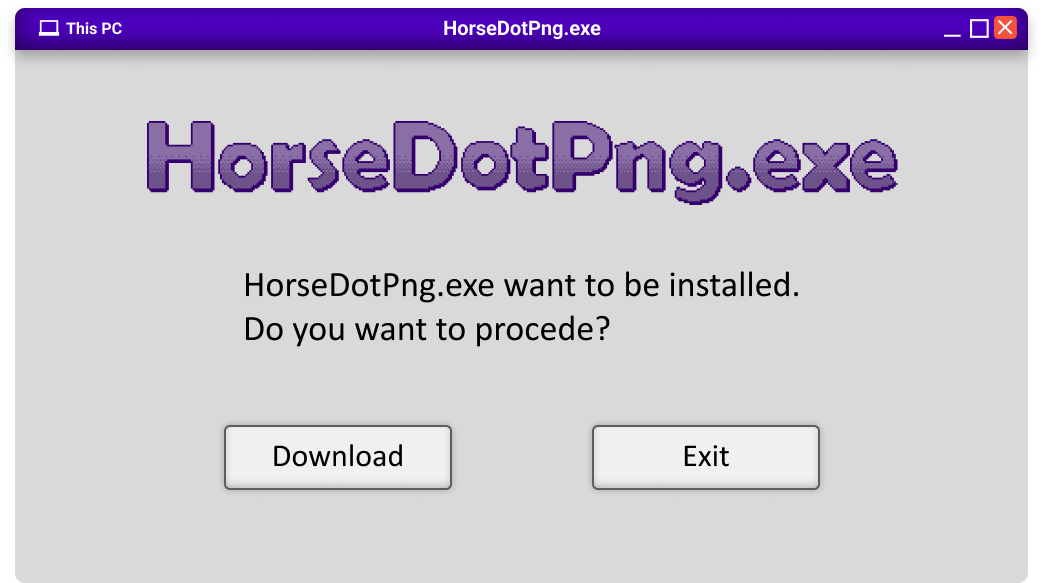 This PC
HorseDotPng.exe
HorseDotPng.exe
HorseDotPng.exe want to be installed.
Do you want to procede?
Download
Exit